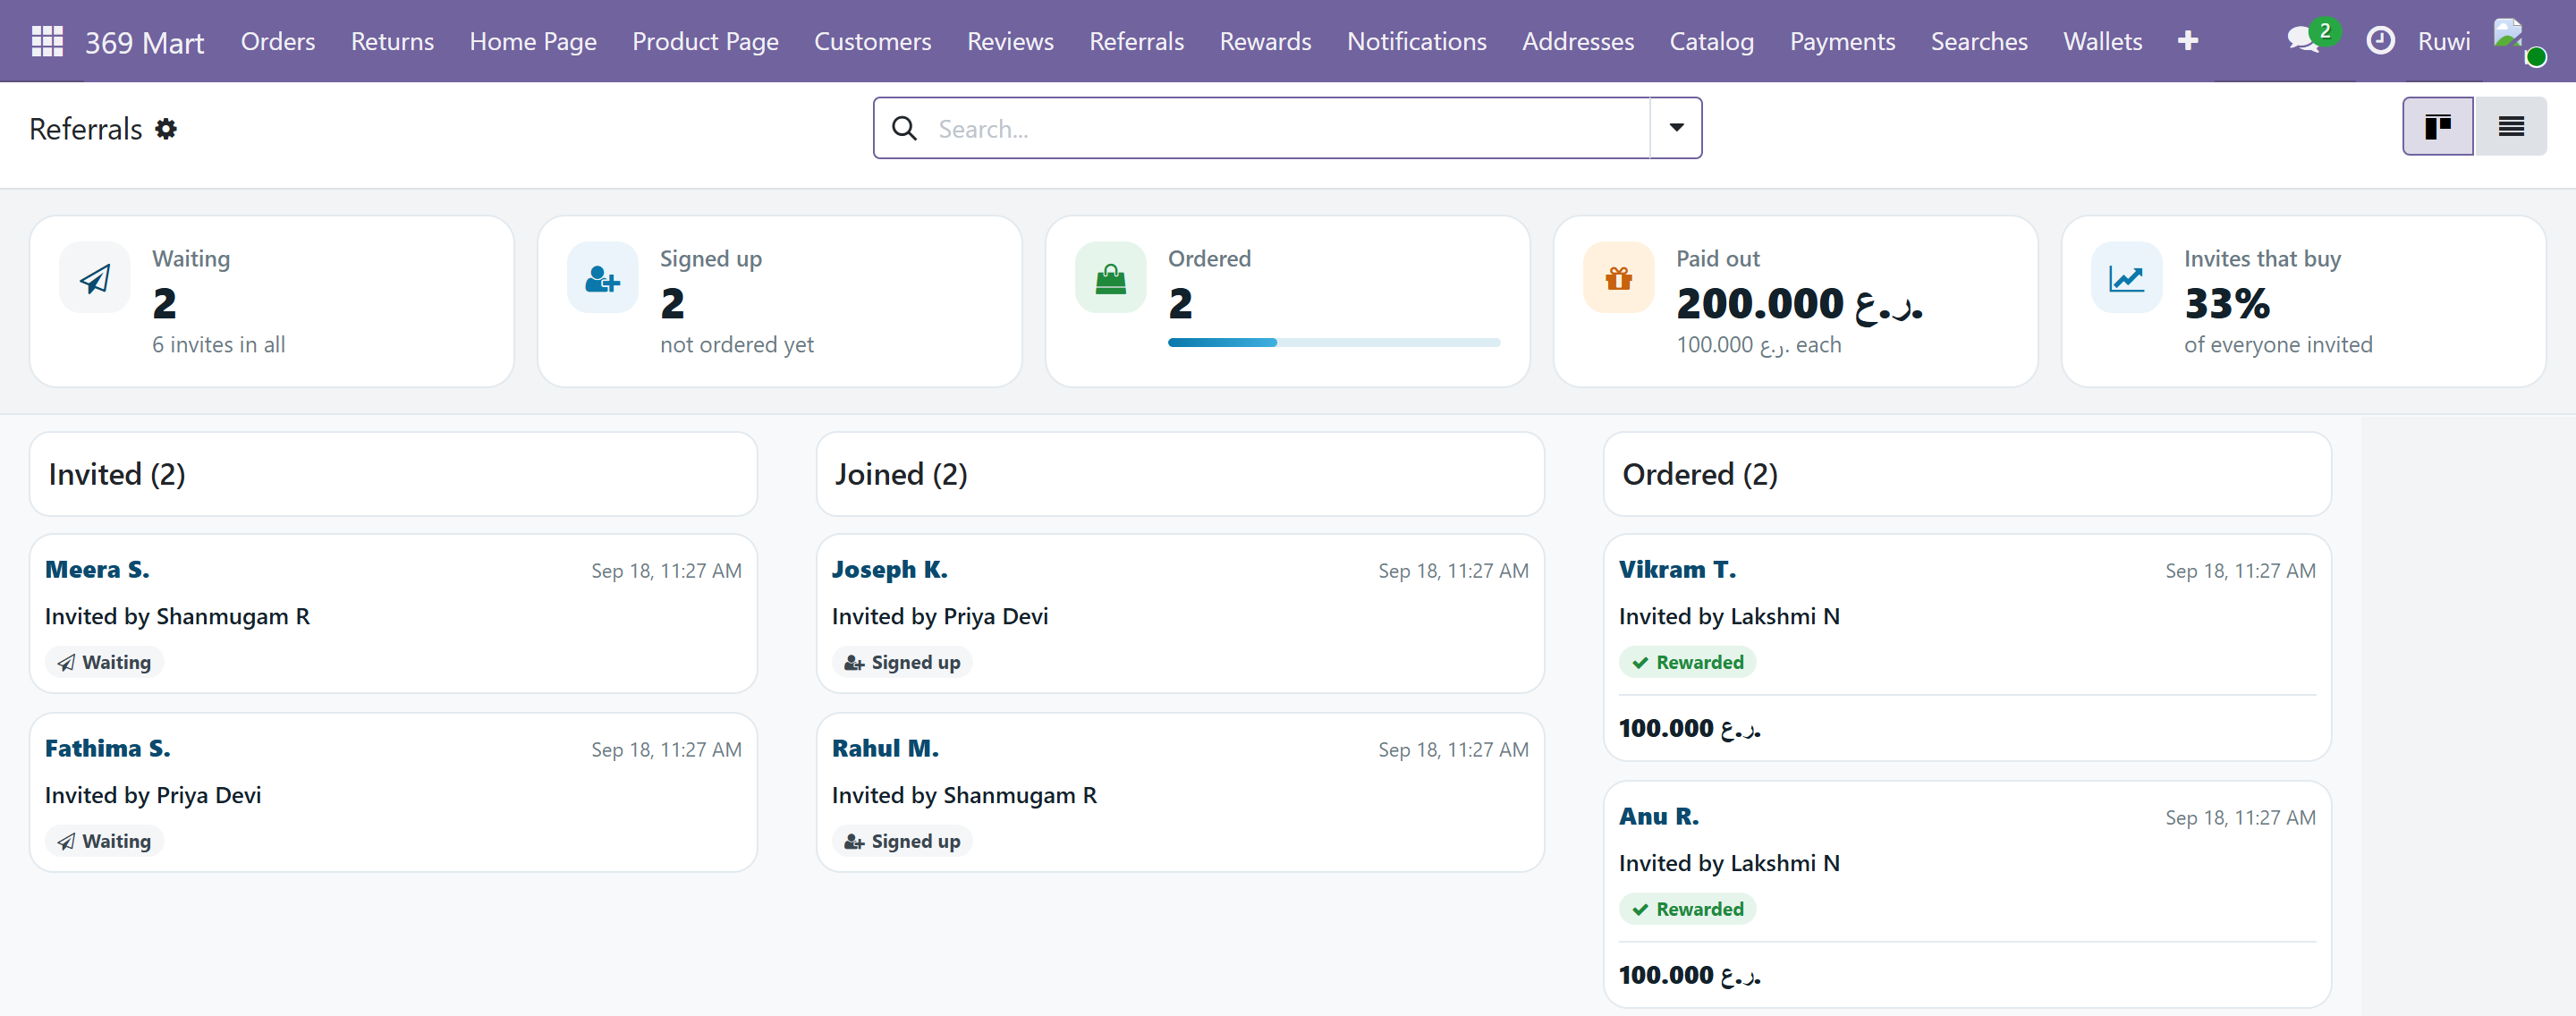 369 Mart Orders Returns Home Page Product Page Customers Reviews Referrals Rewards Notifications Addresses Catalog Payments Searches Wallets 2 Ruwi
Referrals
Search...
Waiting
2
6 invites in all
Signed up
2
not ordered yet
Ordered
2
Paid out
200.000 ر.ع.
100.000 ر.ع. each
Invites that buy
33%
of everyone invited
Invited (2)
Meera S. Sep 18, 11:27 AM
Invited by Shanmugam R
Waiting
Fathima S. Sep 18, 11:27 AM
Invited by Priya Devi
Waiting
Joined (2)
Joseph K. Sep 18, 11:27 AM
Invited by Priya Devi
Signed up
Rahul M. Sep 18, 11:27 AM
Invited by Shanmugam R
Signed up
Ordered (2)
Vikram T. Sep 18, 11:27 AM
Invited by Lakshmi N
Rewarded
100.000 ر.ع.
Anu R. Sep 18, 11:27 AM
Invited by Lakshmi N
Rewarded
100.000 ر.ع.